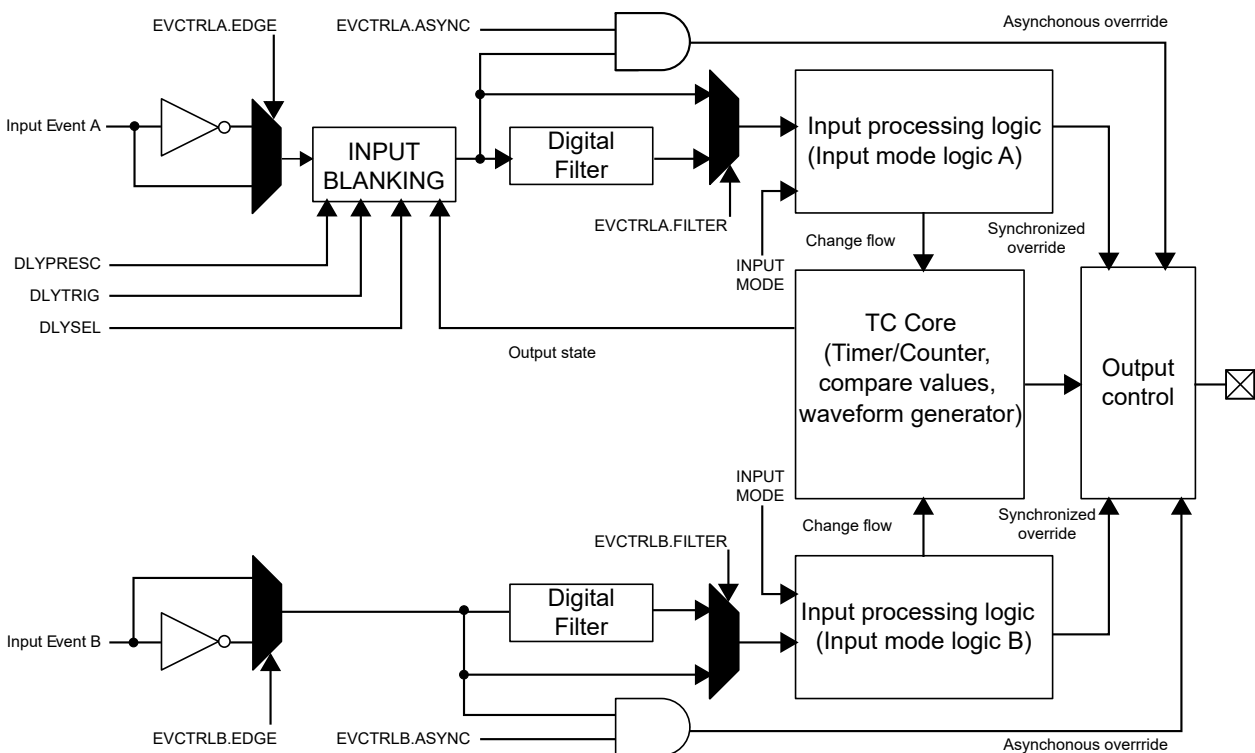 EVCTRLA.EDGE
EVCTRLA.ASYNC
Asynchonous overrride
Input Event A
INPUT
BLANKING
Digital
Filter
Input processing logic
(Input mode logic A)
EVCTRLA.FILTER
DLYPRESC
DLYTRIG
DLYSEL
INPUT
MODE
Change flow
Synchronized
override
Output state
TC Core
(Timer/Counter,
compare values,
waveform generator)
Output
control
INPUT
MODE
Change flow
Synchronized
override
EVCTRLB.FILTER
Input Event B
Digital
Filter
Input processing logic
(Input mode logic B)
EVCTRLB.EDGE
EVCTRLB.ASYNC
Asynchonous overrride